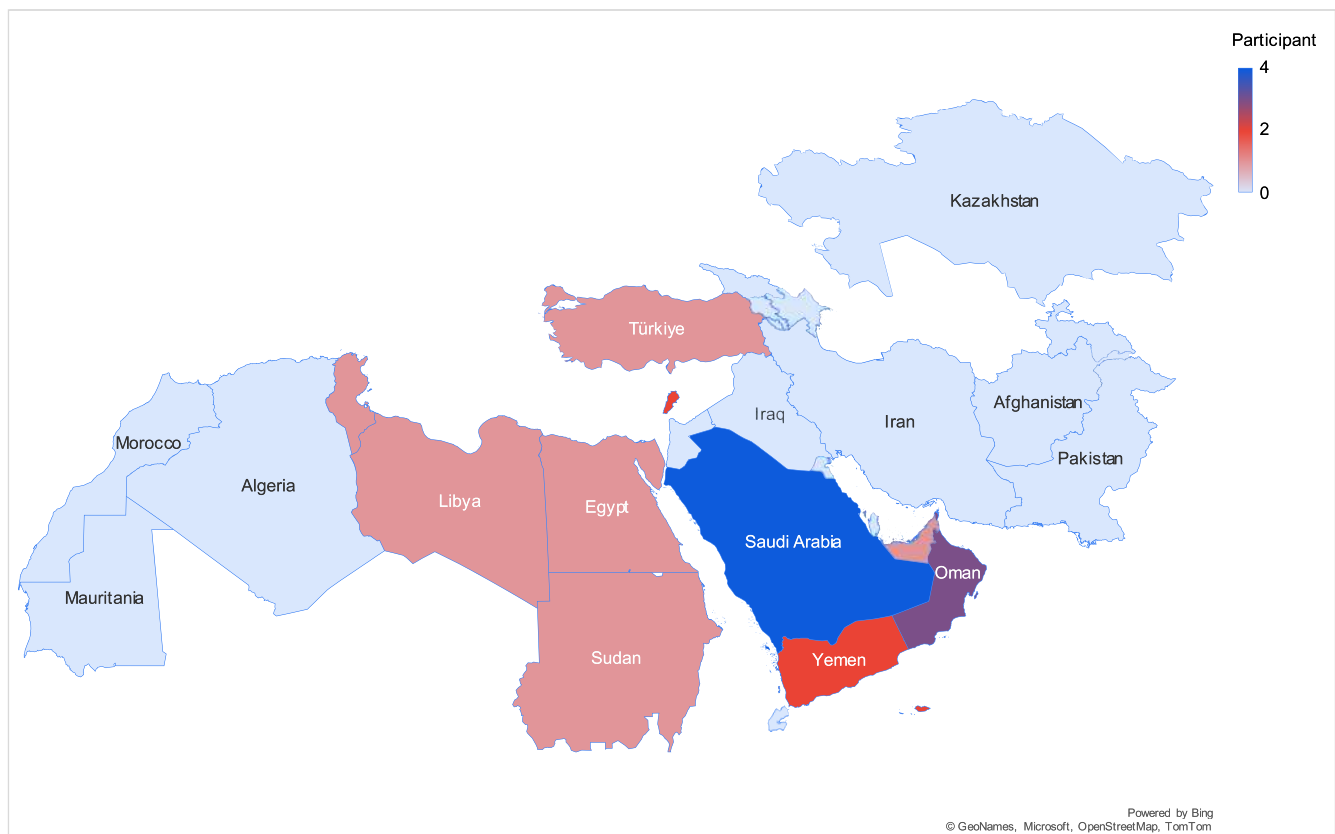 Participant
4
2
0
Kazakhstan
Türkiye
Afghanistan
Iraq
Iran
Morocco
Pakistan
Algeria
Libya
Egypt
Saudi Arabia
Oman
Mauritania
Sudan
Yemen
Powered by Bing
© GeoNames, Microsoft, OpenStreetMap, TomTom